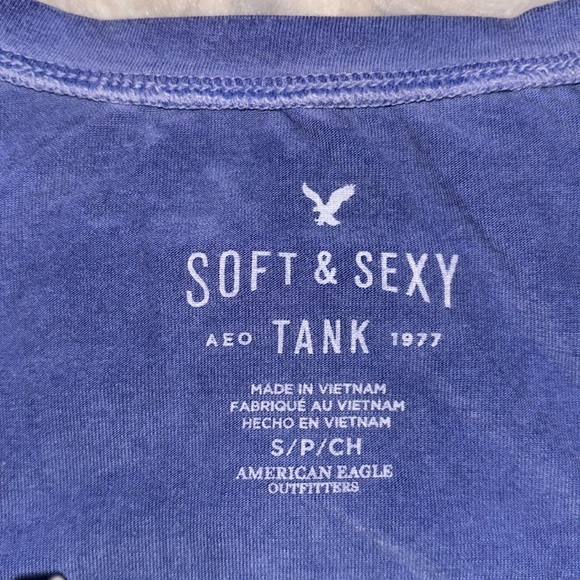 SOFT & SEXY
AEO TANK 1977
MADE IN VIETNAM
FABRIQUÉ AU VIETNAM
HECHO EN VIETNAM
S/P/CH
AMERICAN EAGLE
OUTFITTERS